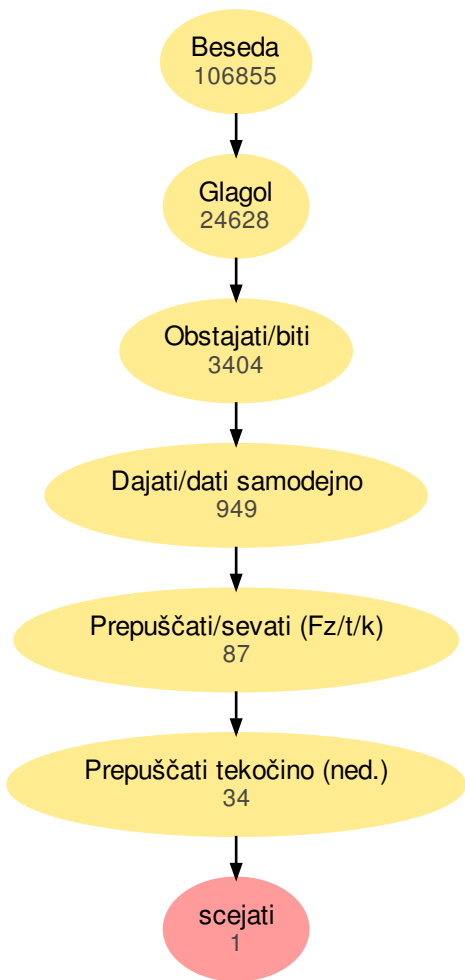 Beseda
106855
Glagol
24628
Obstajati/biti
3404
Dajati/dati samodejno
949
Prepuščati/sevati (Fz/t/k)
87
Prepuščati tekočino (ned.)
34
scejati
1